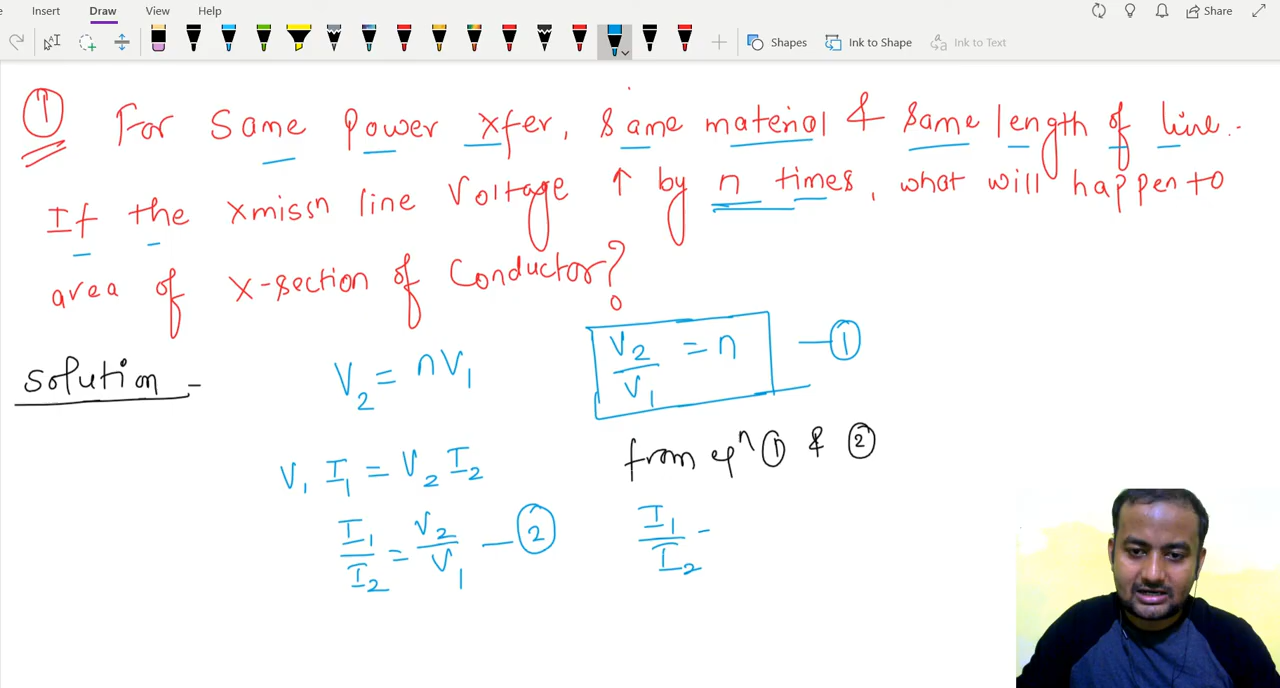 Insert Draw View Help
Share
Shapes Ink to Shape Ink to Text
① For Same Power xfer, same material & same length of line.
If the xmissn line Voltage ↑ by n times, what will happen to
area of x-section of Conductor?
Solution -
V₂ = nV₁
V₂/V₁ = n — ①
V₁ I₁ = V₂ I₂
I₁/I₂ = V₂/V₁ — ②
from eqⁿ ① & ②
I₁/I₂ -